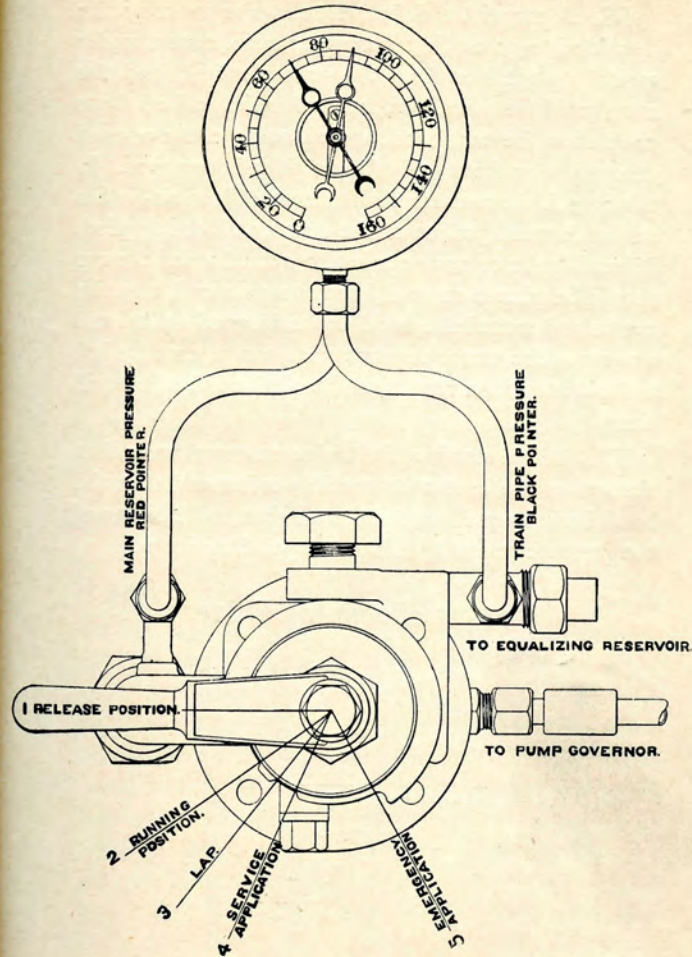 0
20
40
60
80
100
120
140
160
MAIN RESERVOIR PRESSURE
RED POINTER.
TRAIN PIPE PRESSURE
BLACK POINTER.
TO EQUALIZING RESERVOIR.
1 RELEASE POSITION.
TO PUMP GOVERNOR.
2 RUNNING
POSITION.
3 LAP.
4 SERVICE
APPLICATION
5 EMERGENCY
APPLICATION